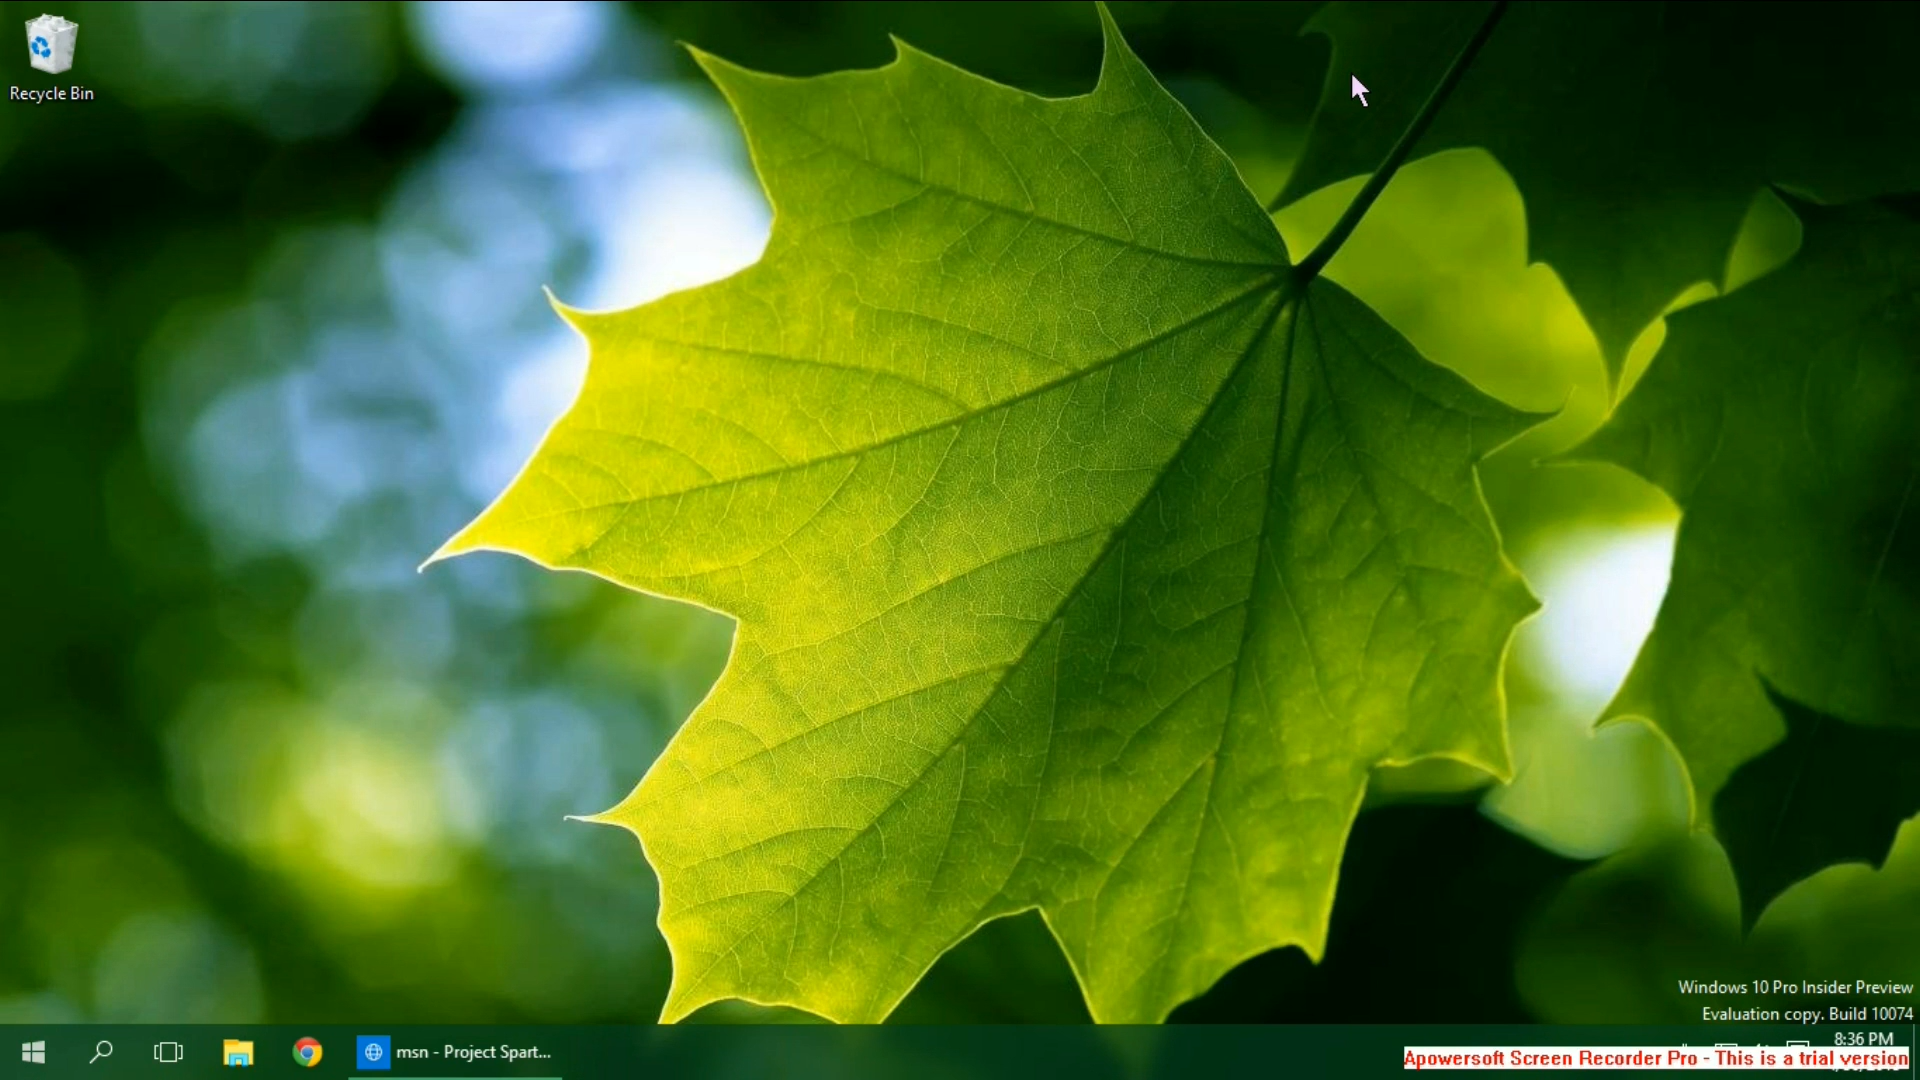 Recycle Bin
Windows 10 Pro Insider Preview
Evaluation copy. Build 10074
msn - Project Spart...
8:36 PM
Apowersoft Screen Recorder Pro - This is a trial version